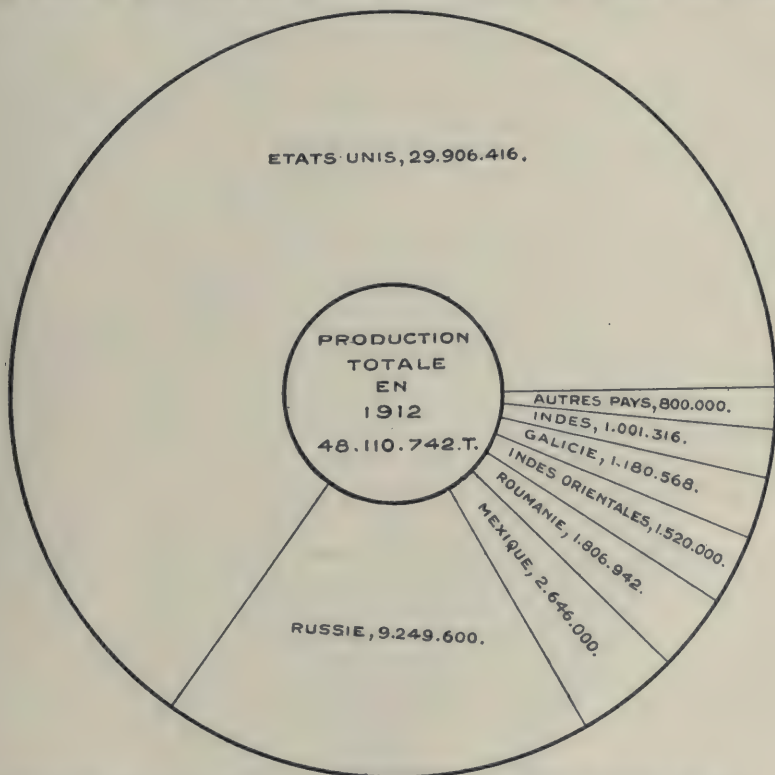 ETATS-UNIS, 29.906.416.
PRODUCTION
TOTALE
EN
1912
48.110.742.T.
AUTRES PAYS, 800.000.
INDES, 1.001.316.
GALICIE, 1.180.568.
INDES ORIENTALES, 1.520.000.
ROUMANIE, 1.806.942.
MEXIQUE, 2.646.000.
RUSSIE, 9.249.600.